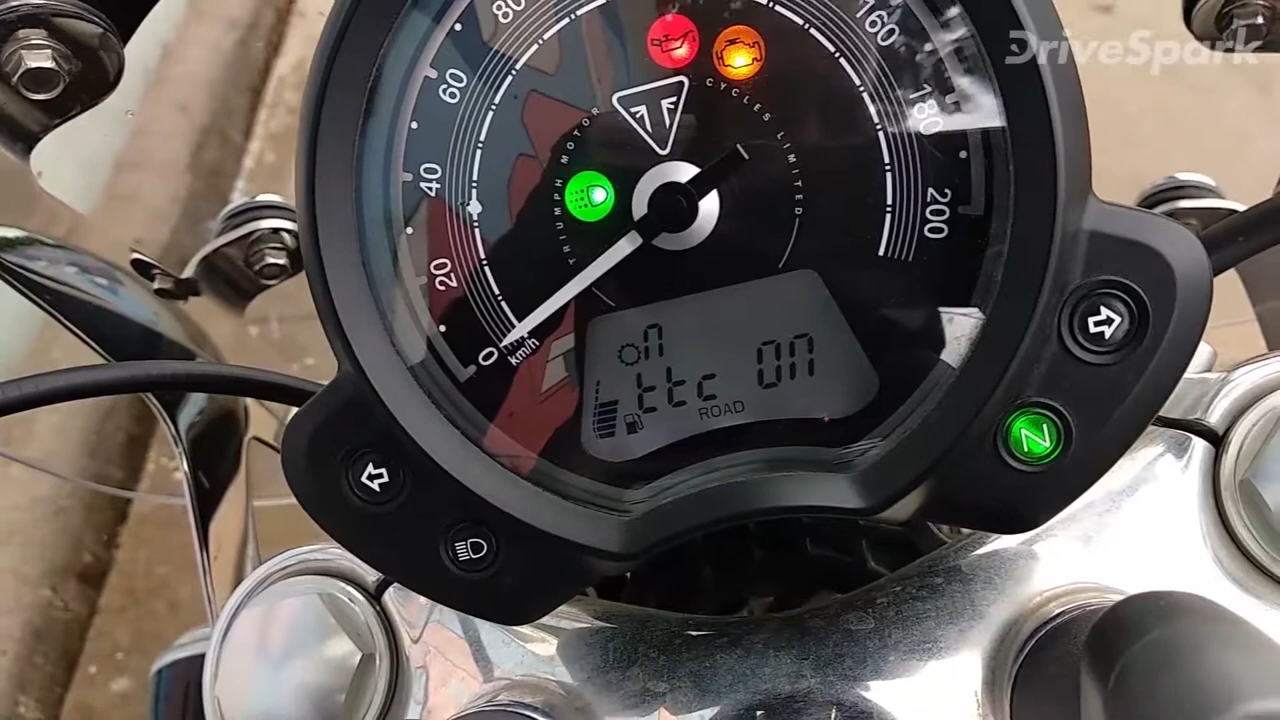 DriveSpark
0
20
40
60
80
160
180
200
km/h
TRIUMPH MOTOR CYCLES LIMITED
n
ttc ON
ROAD
N